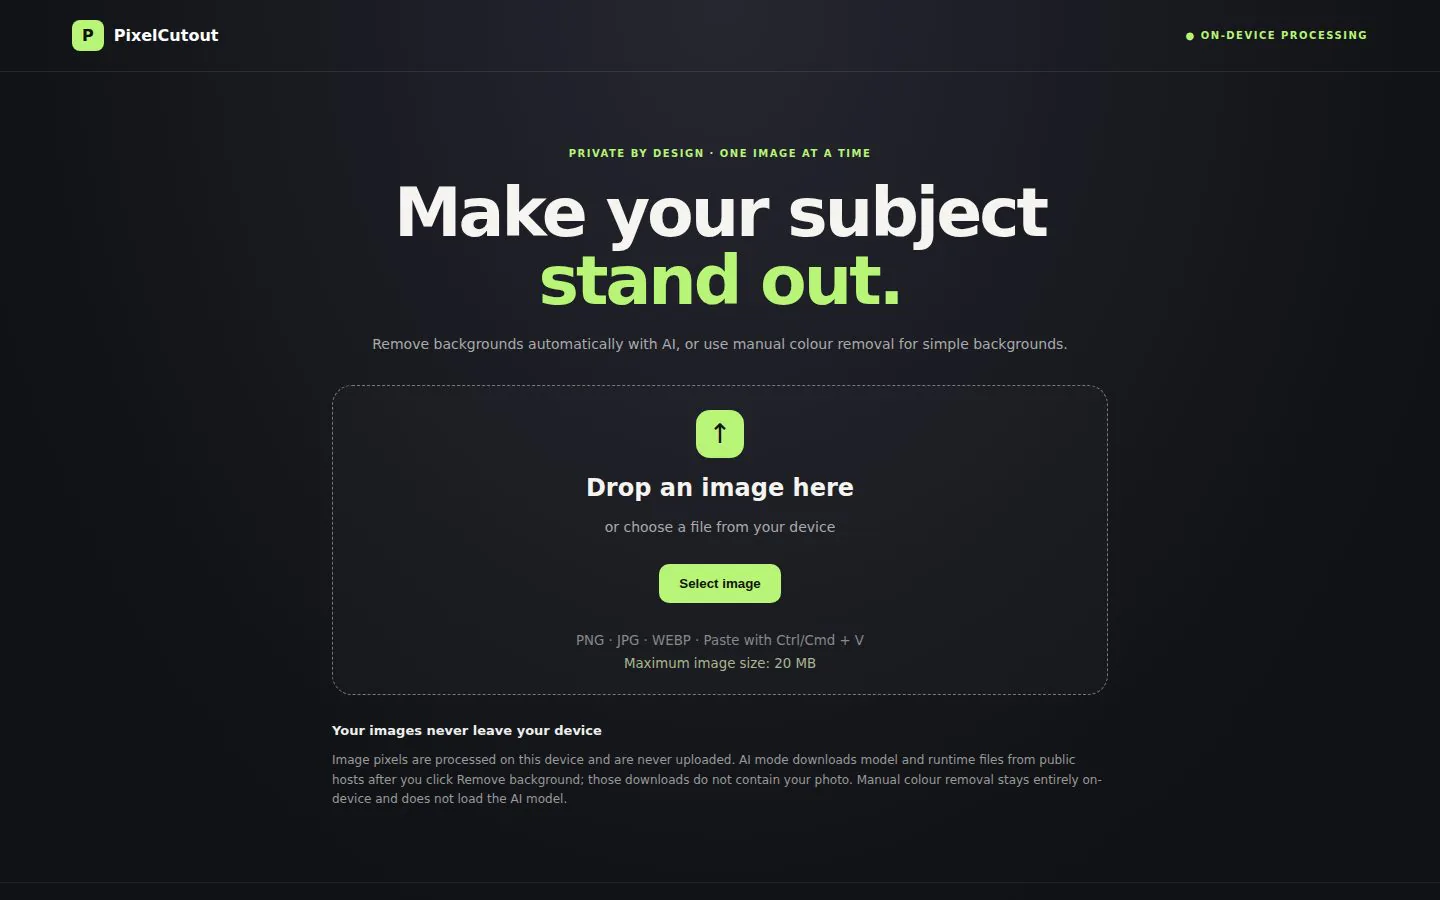 P PixelCutout
● ON-DEVICE PROCESSING
PRIVATE BY DESIGN · ONE IMAGE AT A TIME
Make your subject
stand out.
Remove backgrounds automatically with AI, or use manual colour removal for simple backgrounds.
↑
Drop an image here
or choose a file from your device
Select image
PNG · JPG · WEBP · Paste with Ctrl/Cmd + V
Maximum image size: 20 MB
Your images never leave your device
Image pixels are processed on this device and are never uploaded. AI mode downloads model and runtime files from public
hosts after you click Remove background; those downloads do not contain your photo. Manual colour removal stays entirely on-
device and does not load the AI model.